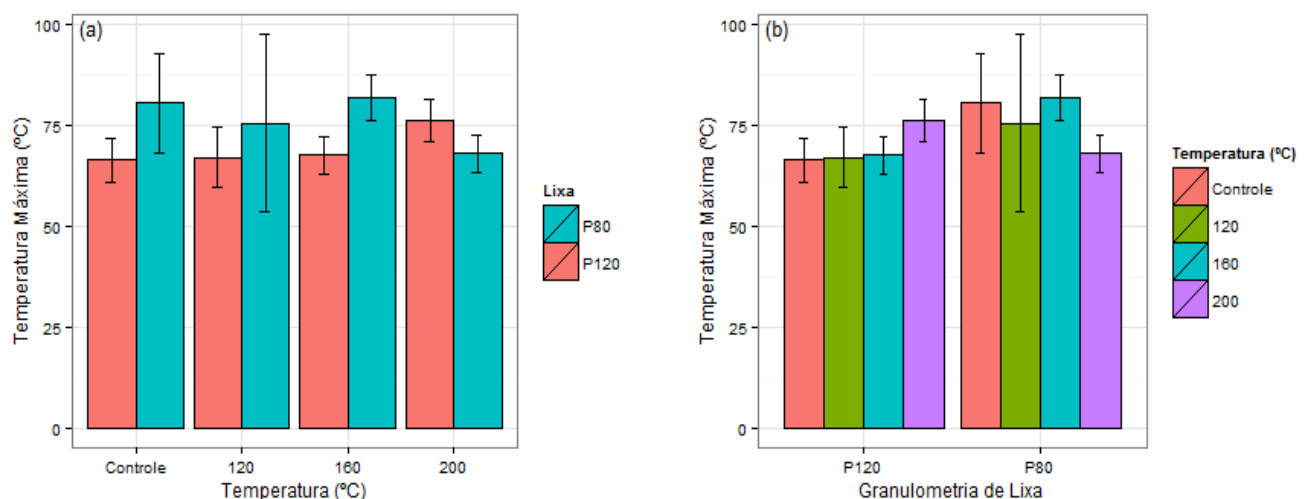 (a)
100
75
50
25
0
Temperatura Máxima (ºC)
Controle 120 160 200
Temperatura (ºC)
Lixa
P80
P120
(b)
100
75
50
25
0
Temperatura Máxima (ºC)
P120 P80
Granulometria de Lixa
Temperatura (ºC)
Controle
120
160
200